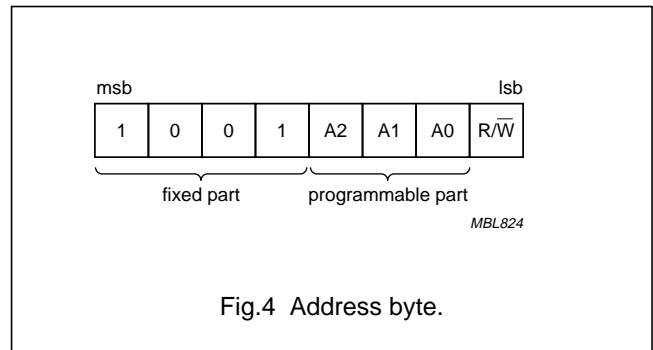 msb lsb
1 0 0 1 A2 A1 A0 R/W̅
fixed part programmable part
MBL824
Fig.4 Address byte.